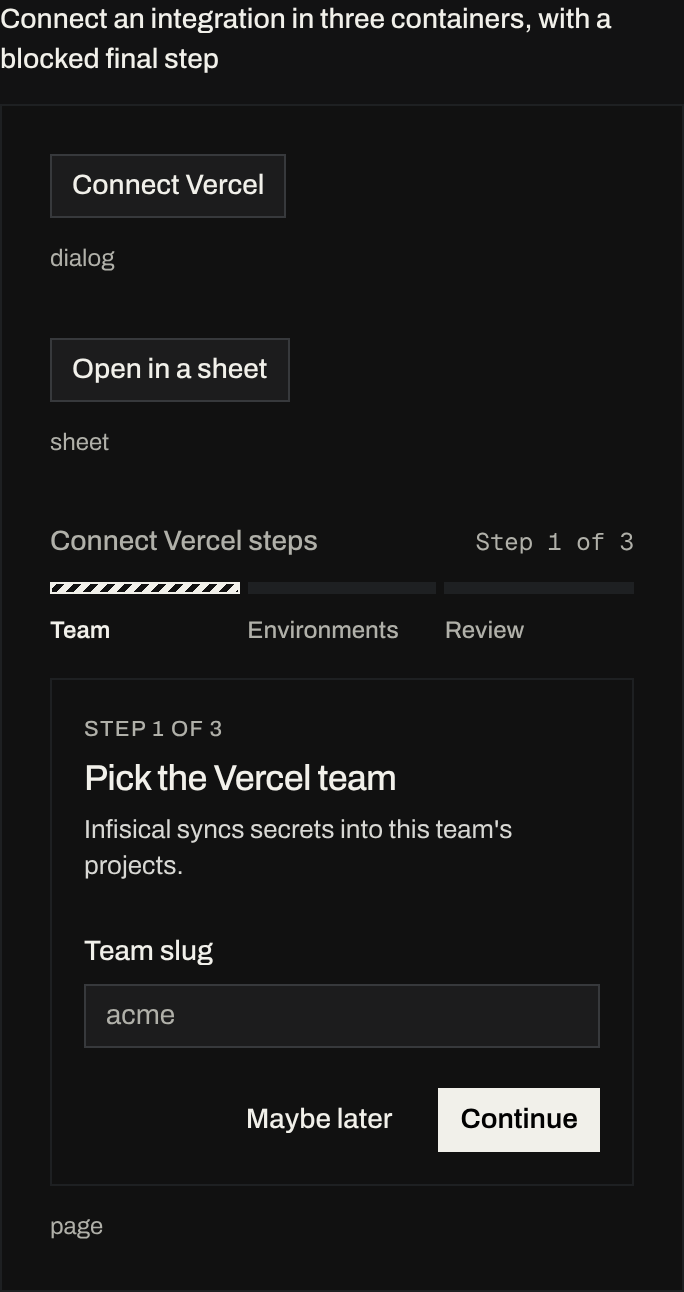 Connect an integration in three containers, with a
blocked final step
Connect Vercel
dialog
Open in a sheet
sheet
Connect Vercel steps
Step 1 of 3
Team
Environments
Review
STEP 1 OF 3
Pick the Vercel team
Infisical syncs secrets into this team's
projects.
Team slug
acme
Maybe later
Continue
page